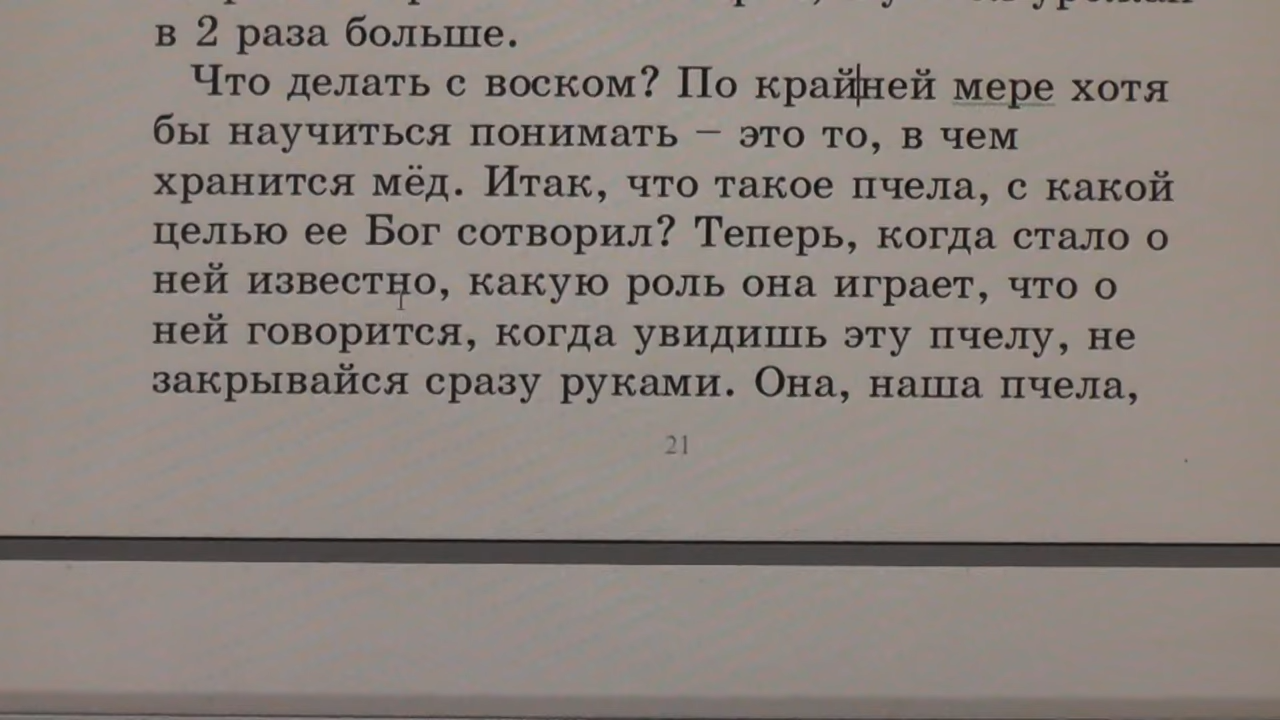 в 2 раза больше.
Что делать с воском? По крайней мере хотя
бы научиться понимать – это то, в чем
хранится мёд. Итак, что такое пчела, с какой
целью ее Бог сотворил? Теперь, когда стало о
ней известно, какую роль она играет, что о
ней говорится, когда увидишь эту пчелу, не
закрывайся сразу руками. Она, наша пчела,
21